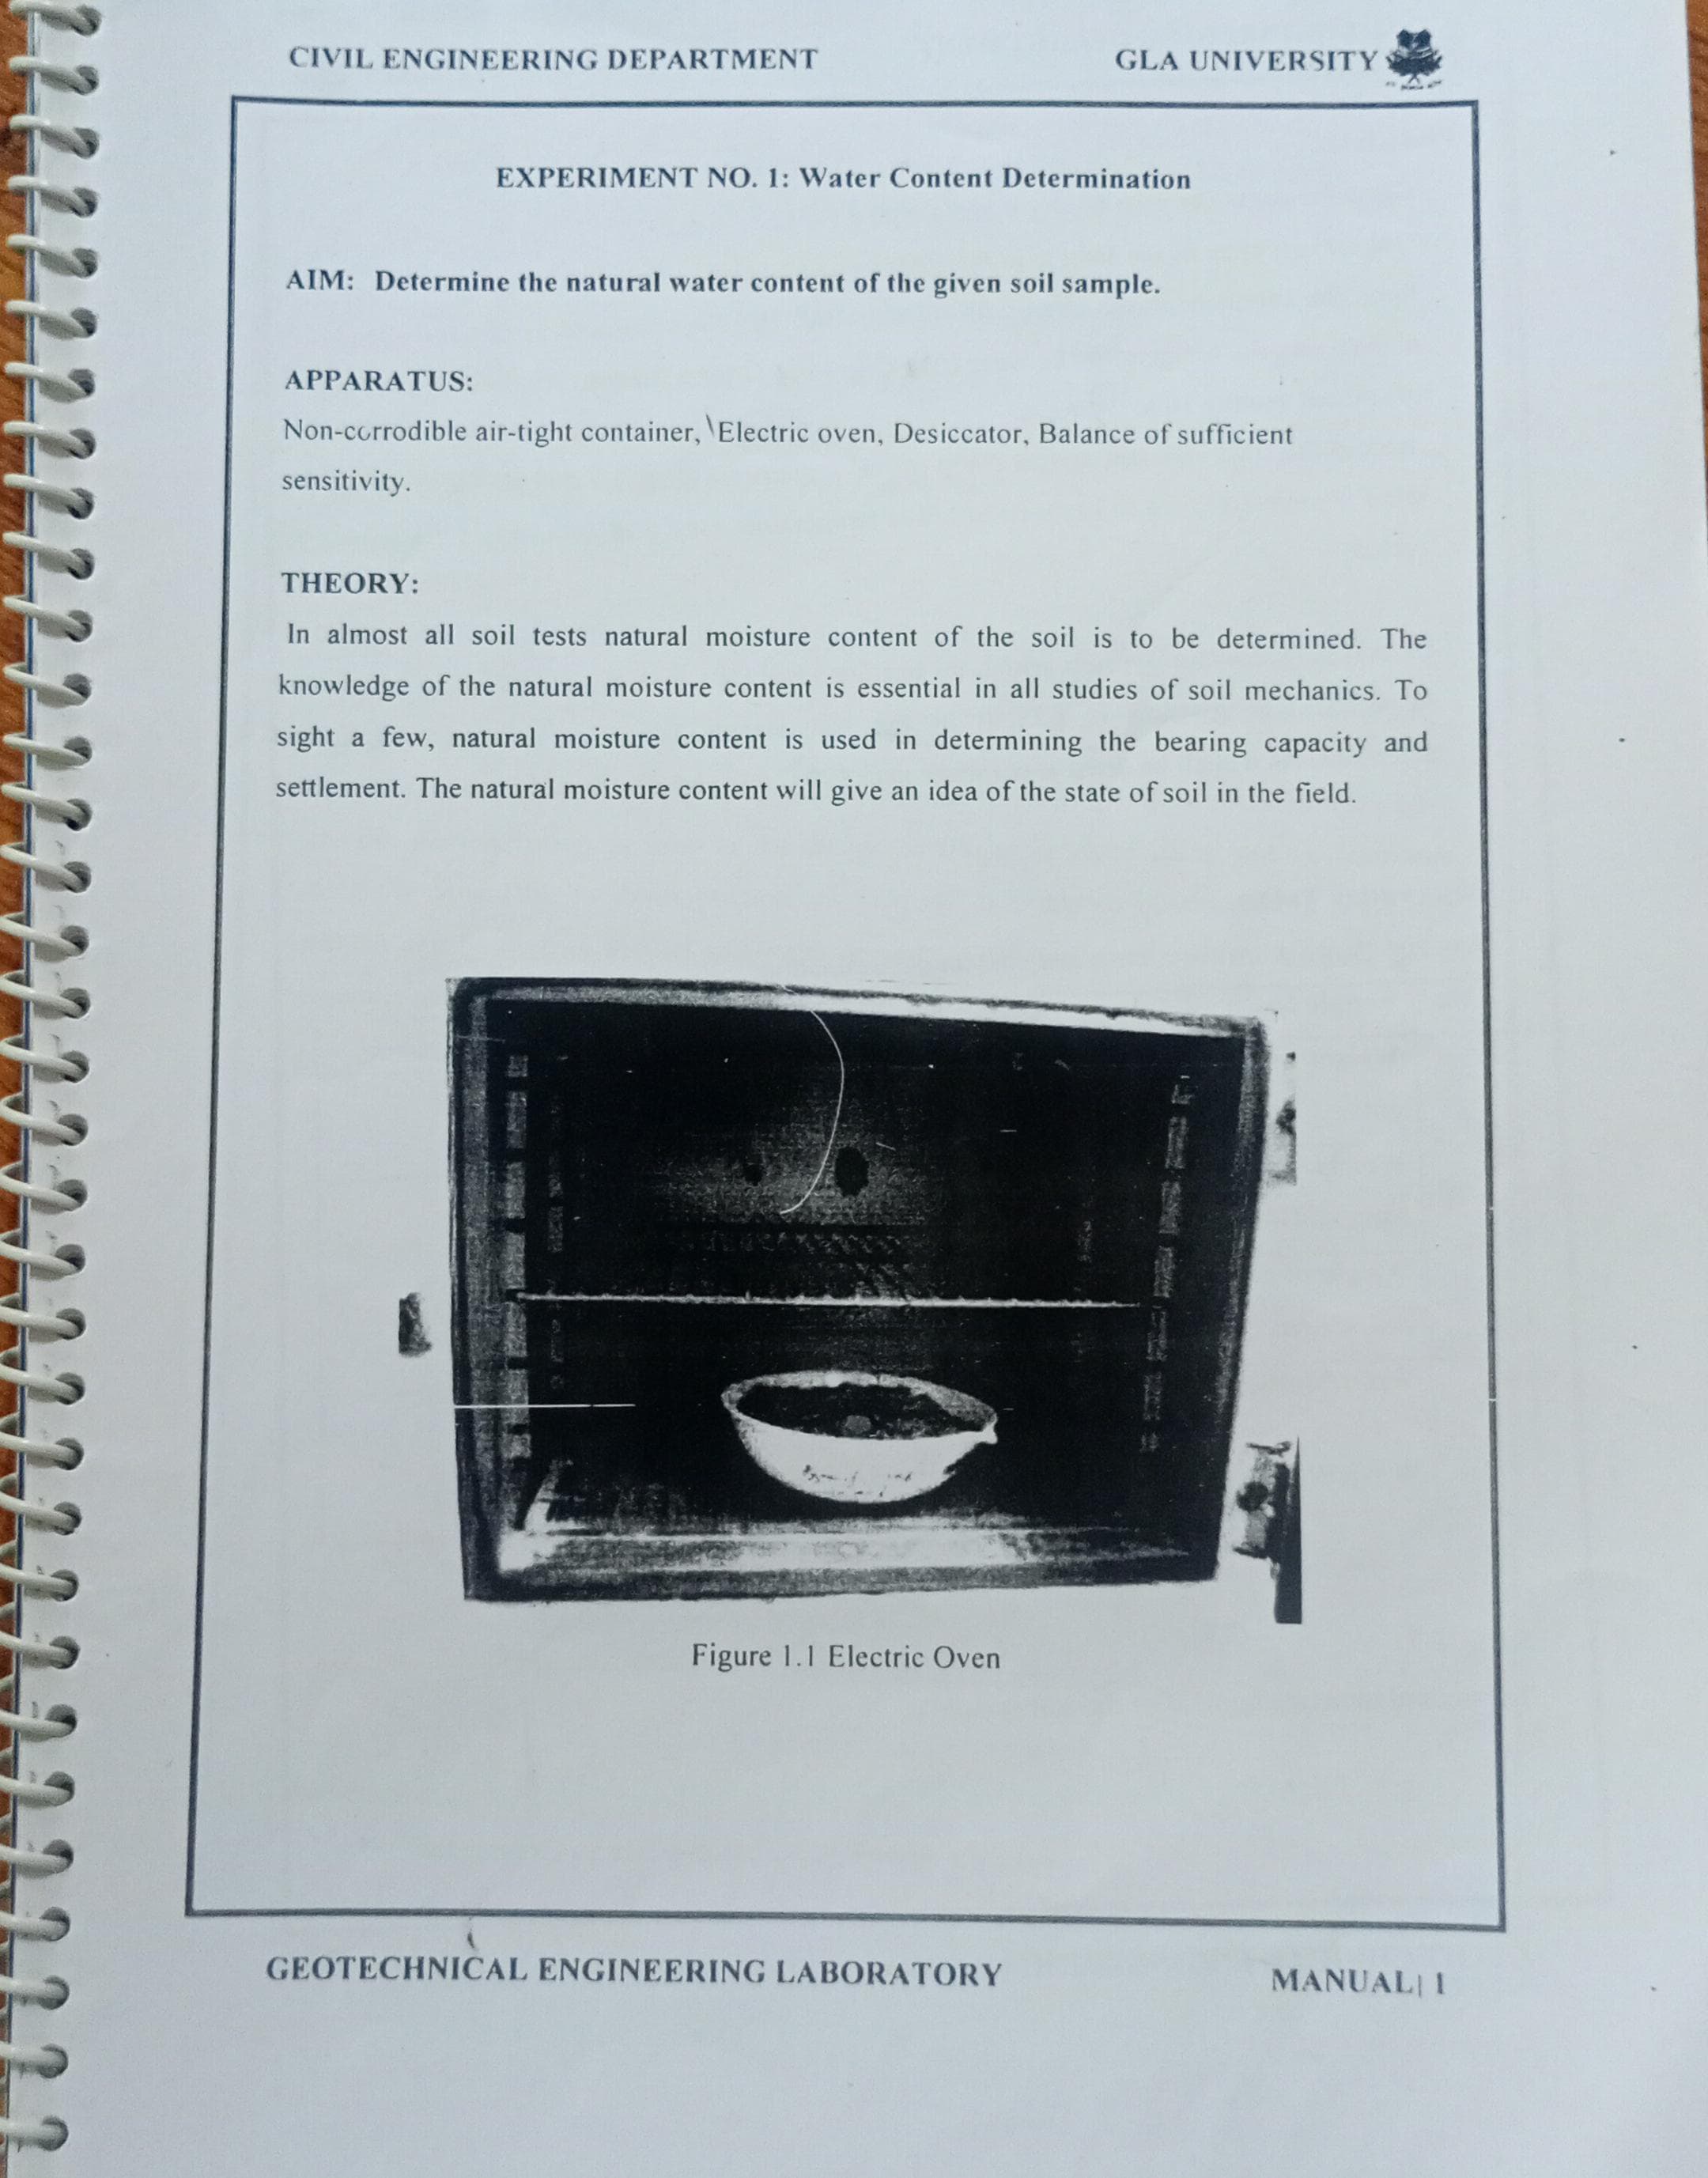 CIVIL ENGINEERING DEPARTMENT GLA UNIVERSITY
EXPERIMENT NO. 1: Water Content Determination
AIM: Determine the natural water content of the given soil sample.
APPARATUS:
Non-corrodible air-tight container, \Electric oven, Desiccator, Balance of sufficient
sensitivity.
THEORY:
In almost all soil tests natural moisture content of the soil is to be determined. The
knowledge of the natural moisture content is essential in all studies of soil mechanics. To
sight a few, natural moisture content is used in determining the bearing capacity and
settlement. The natural moisture content will give an idea of the state of soil in the field.
Figure 1.1 Electric Oven
GEOTECHNICAL ENGINEERING LABORATORY MANUAL| 1